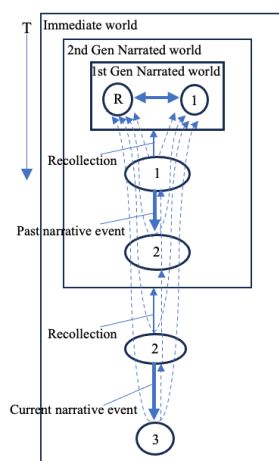 T
Immediate world
2nd Gen Narrated world
1st Gen Narrated world
R
1
Recollection
1
Past narrative event
2
Recollection
2
Current narrative event
3